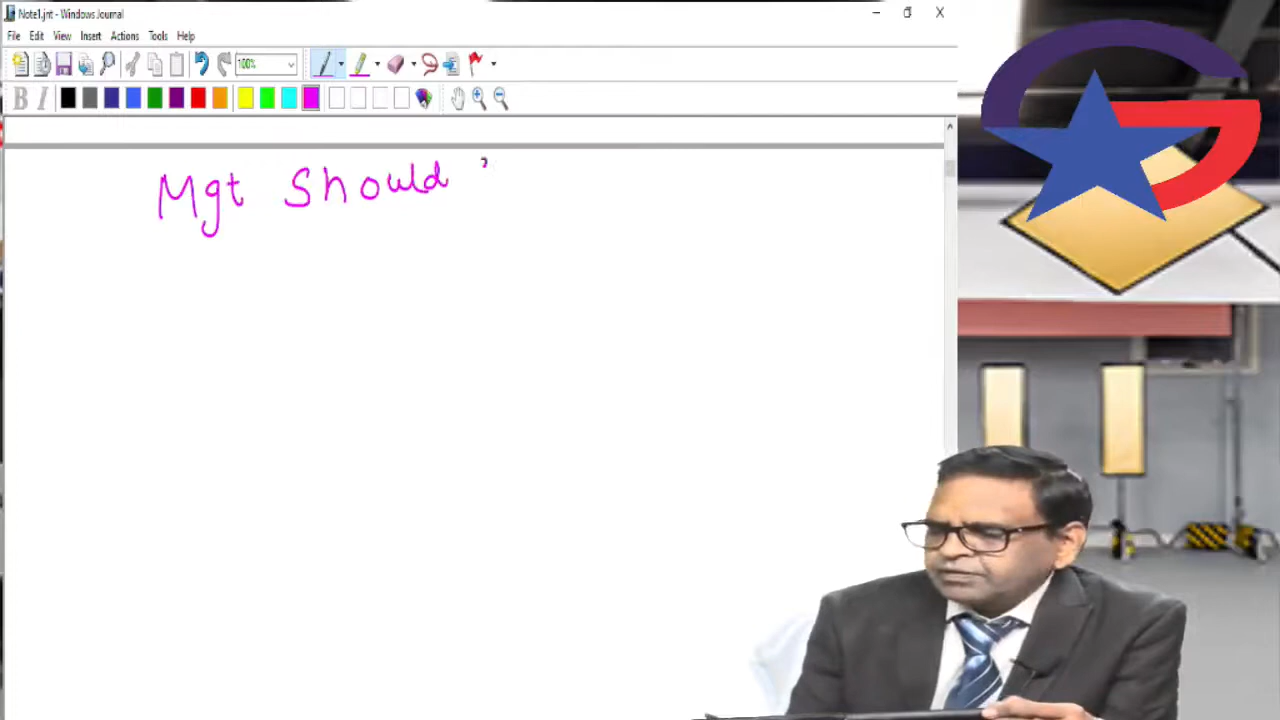 Note1.jnt - Windows Journal
File Edit View Insert Actions Tools Help
100%
B I
Mgt Should